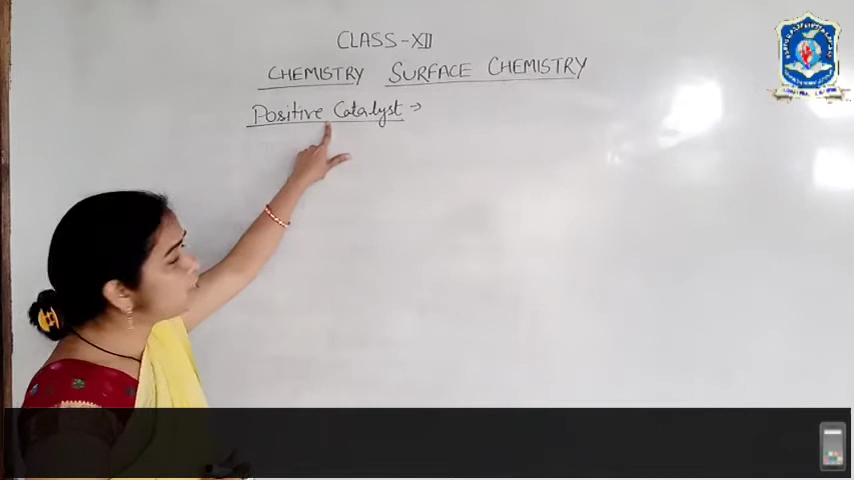 CLASS-XII
CHEMISTRY SURFACE CHEMISTRY
Positive Catalyst →